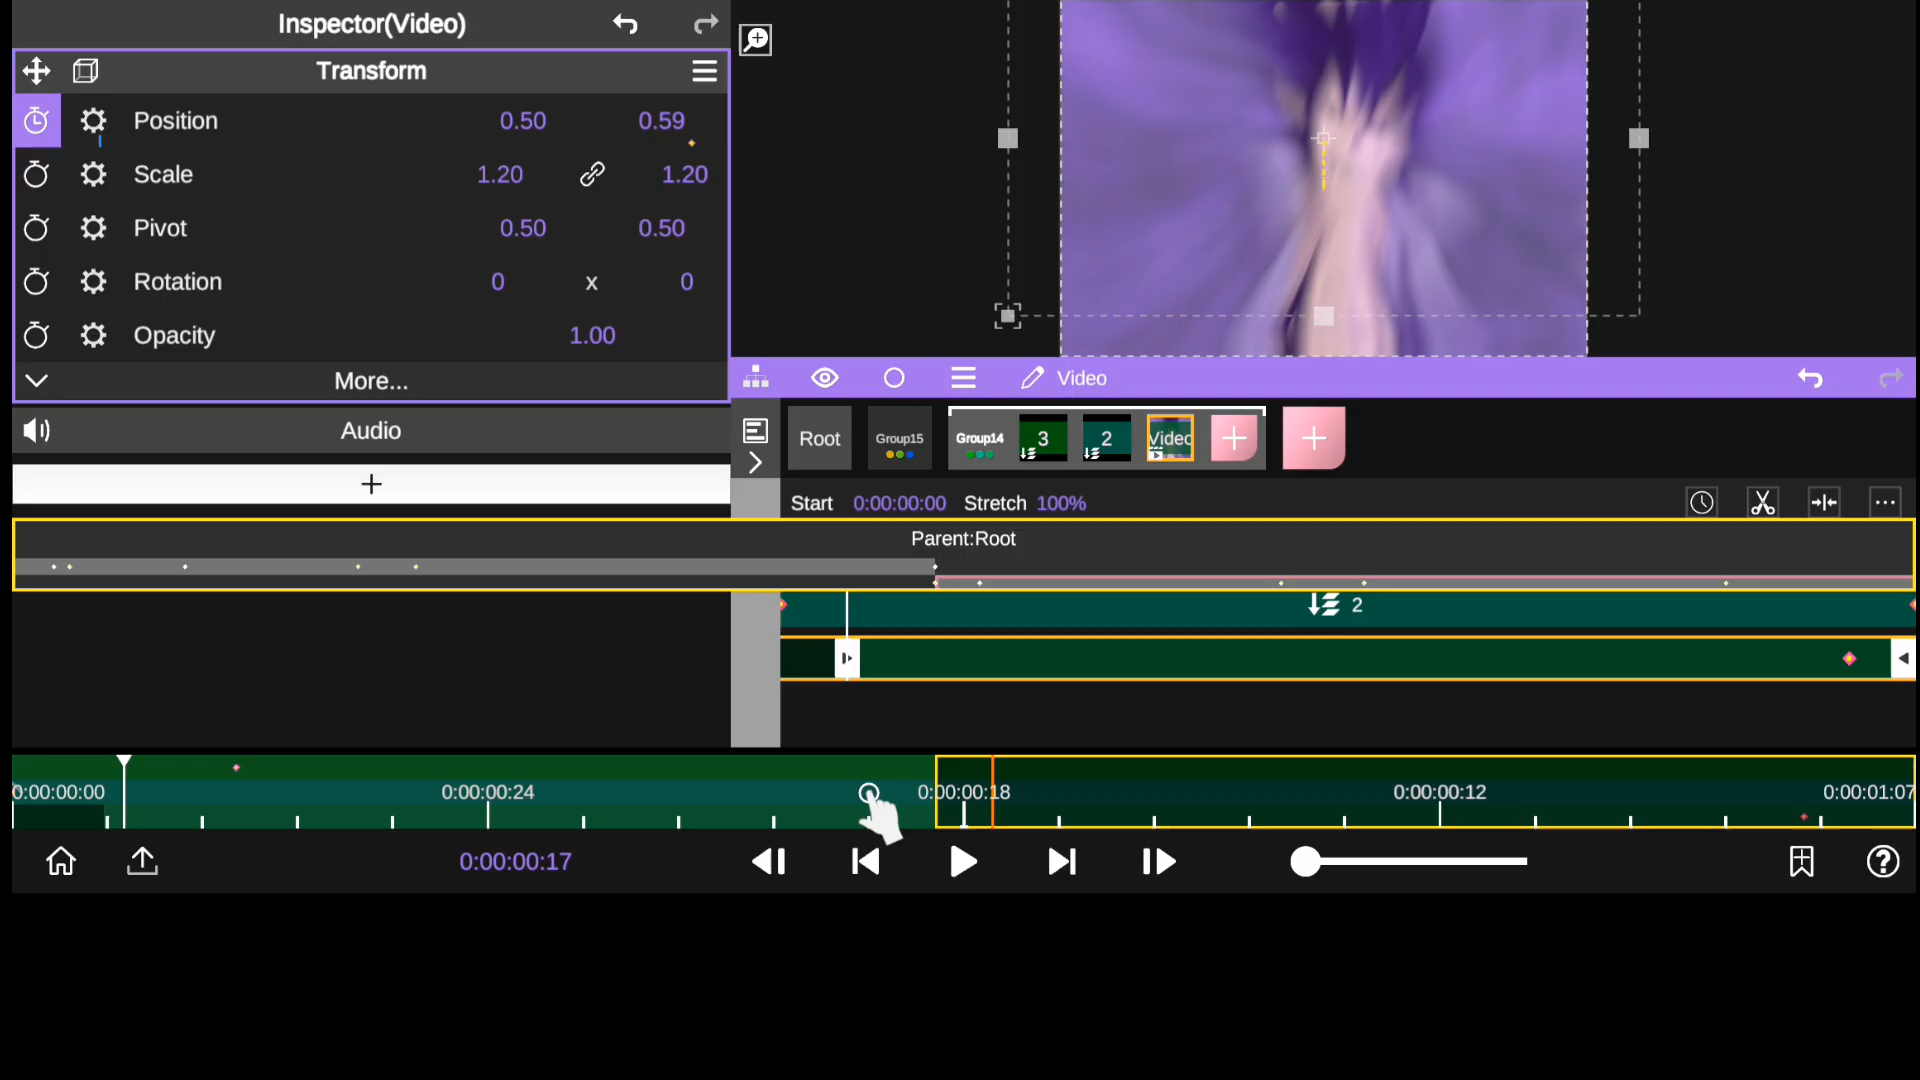 Inspector(Video)
Transform
Position 0.50 0.59
Scale 1.20 1.20
Pivot 0.50 0.50
Rotation 0 x 0
Opacity 1.00
More...
Audio
+
Video
Root Group15 Group14 3 2 Video + +
Start 0:00:00:00 Stretch 100%
Parent:Root
2
0:00:00:00 0:00:00:24 0:00:00:18 0:00:00:12 0:00:01:07
0:00:00:17
?